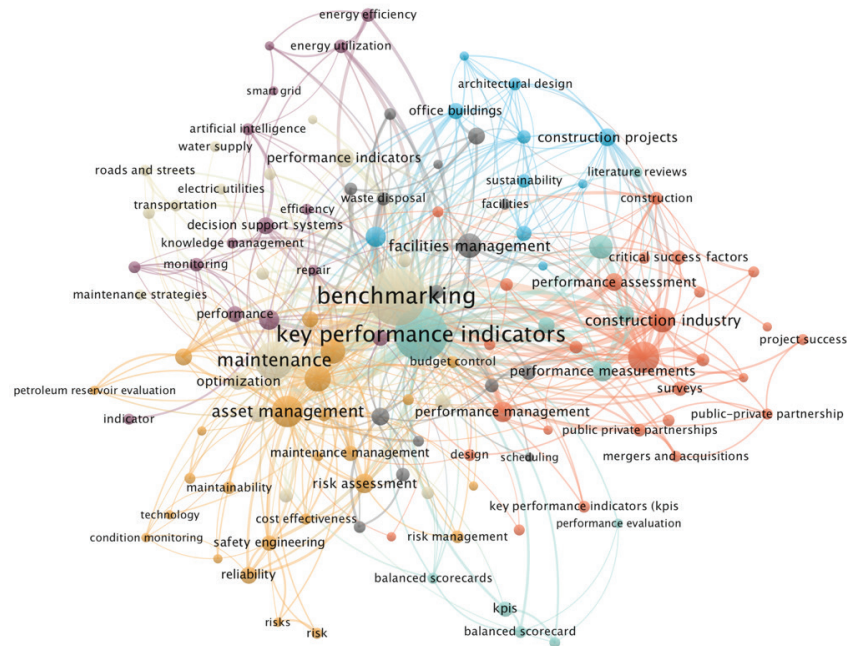 energy efficiency
energy utilization
architectural design
smart grid
office buildings
artificial intelligence
construction projects
water supply
performance indicators
roads and streets
literature reviews
electric utilities
sustainability
waste disposal
construction
transportation
efficiency
facilities
decision support systems
knowledge management
facilities management
critical success factors
monitoring
repair
performance assessment
maintenance strategies
benchmarking
performance
construction industry
key performance indicators
project success
maintenance
budget control
optimization
performance measurements
petroleum reservoir evaluation
surveys
asset management
performance management
public-private partnership
indicator
public private partnerships
maintenance management
design
scheduling
mergers and acquisitions
maintainability
risk assessment
key performance indicators (kpis
technology
cost effectiveness
performance evaluation
condition monitoring
safety engineering
risk management
reliability
balanced scorecards
kpis
risks
risk
balanced scorecard